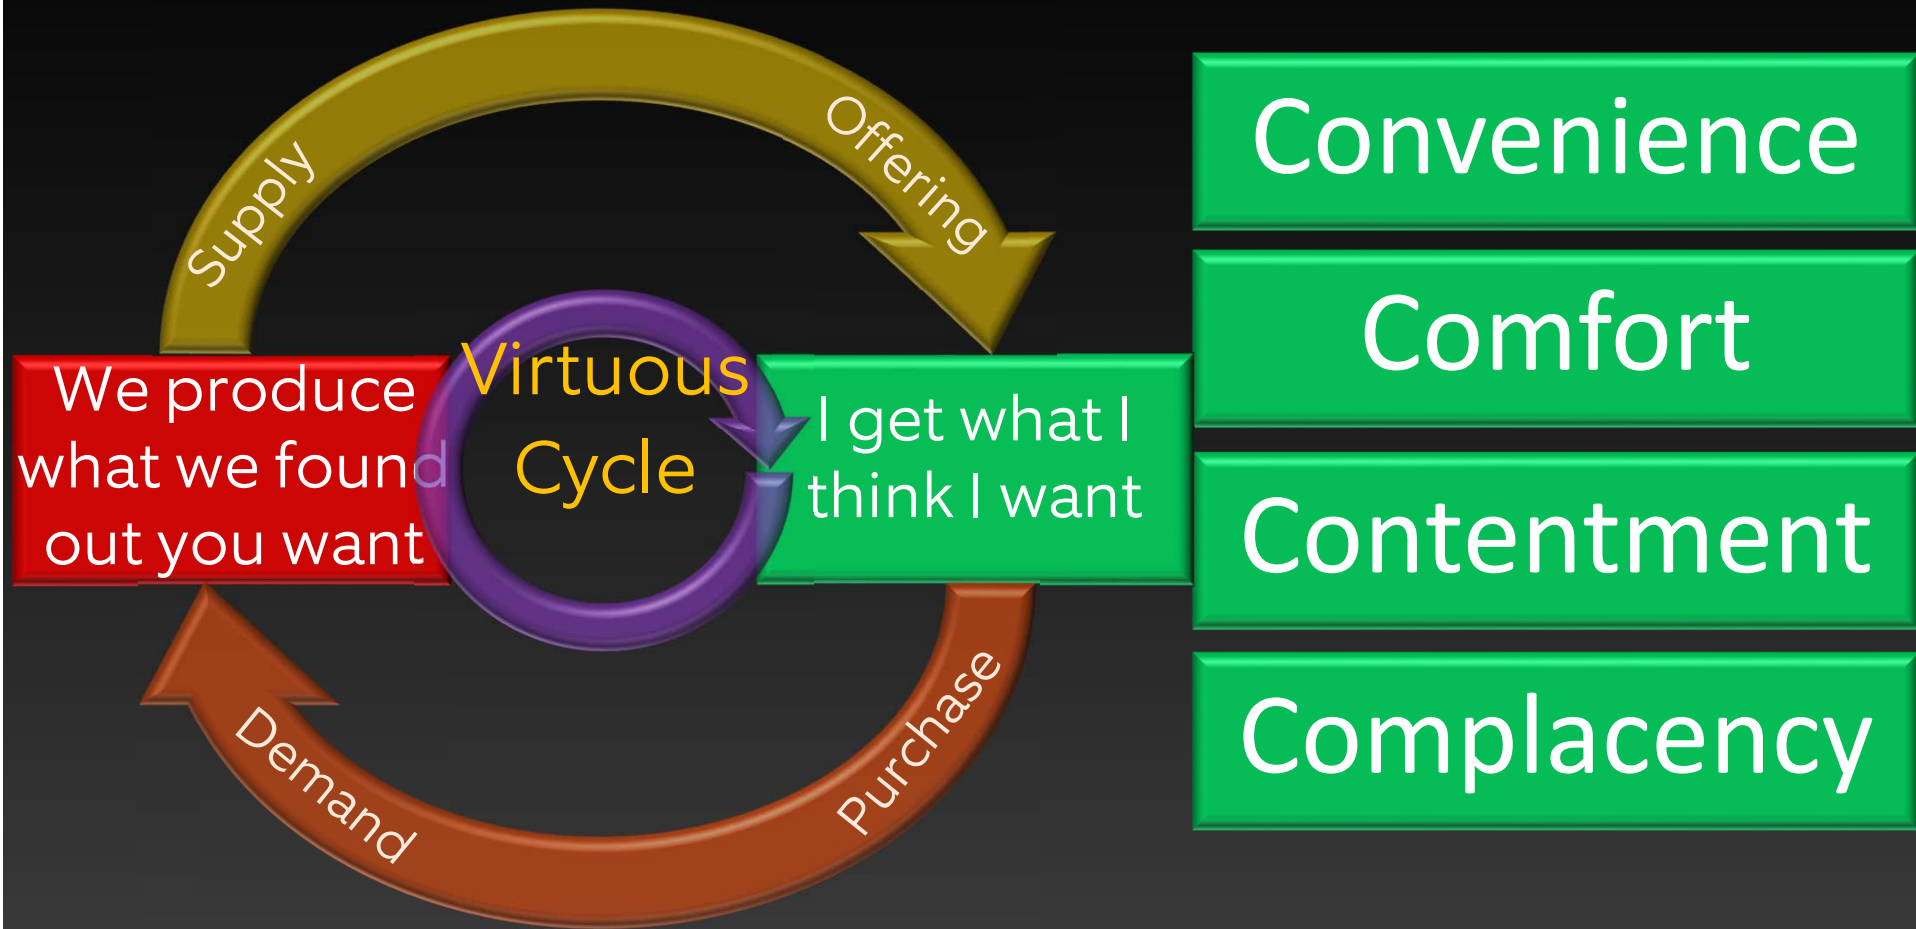 Supply
Offering
We produce
what we found
out you want
Virtuous
Cycle
I get what I
think I want
Demand
Purchase
Convenience
Comfort
Contentment
Complacency